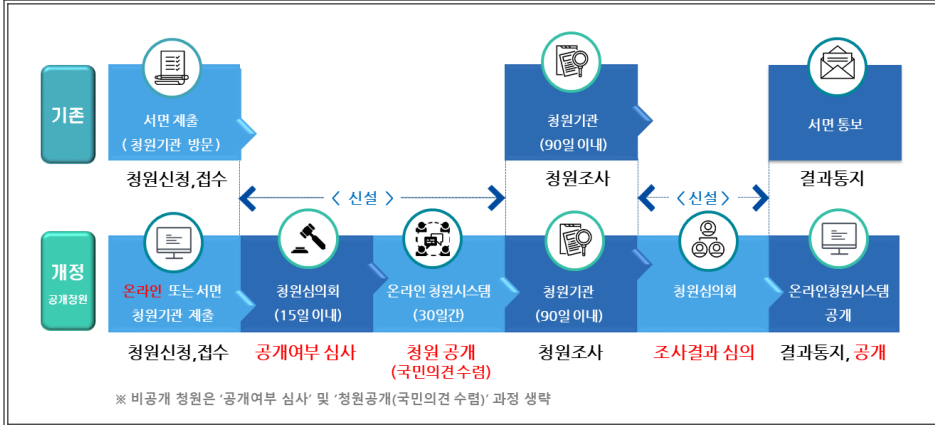 기존
서면 제출
( 청원기관 방문 )
청원신청,접수
청원기관
(90일 이내)
청원조사
서면 통보
결과통지
< 신설 >
< 신설 >
개정
공개청원
온라인 또는 서면
청원기관 제출
청원신청,접수
청원심의회
(15일 이내)
공개여부 심사
온라인 청원시스템
(30일간)
청원 공개
(국민의견 수렴)
청원기관
(90일 이내)
청원조사
청원심의회
조사결과 심의
온라인청원시스템
공개
결과통지, 공개
※ 비공개 청원은 '공개여부 심사' 및 '청원공개(국민의견 수렴)' 과정 생략